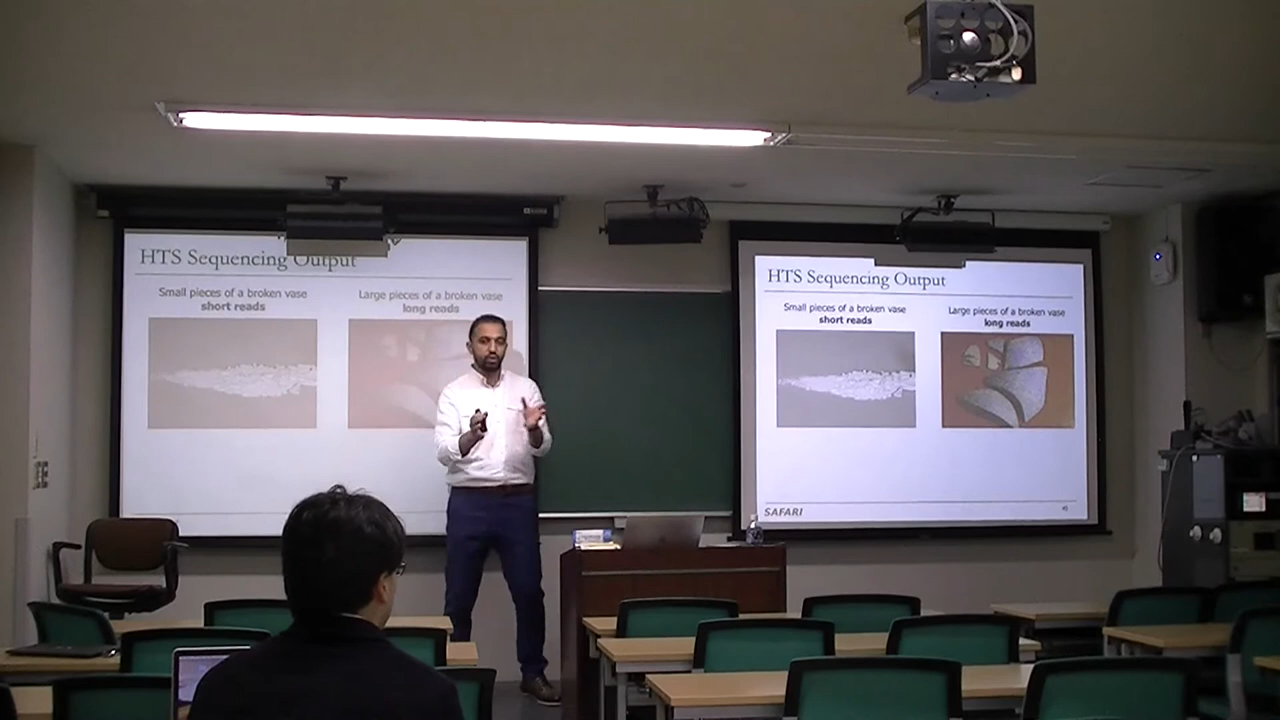 HTS Sequencing Output
Small pieces of a broken vase
short reads
Large pieces of a broken vase
long reads
HTS Sequencing Output
Small pieces of a broken vase
short reads
Large pieces of a broken vase
long reads
SAFARI
45